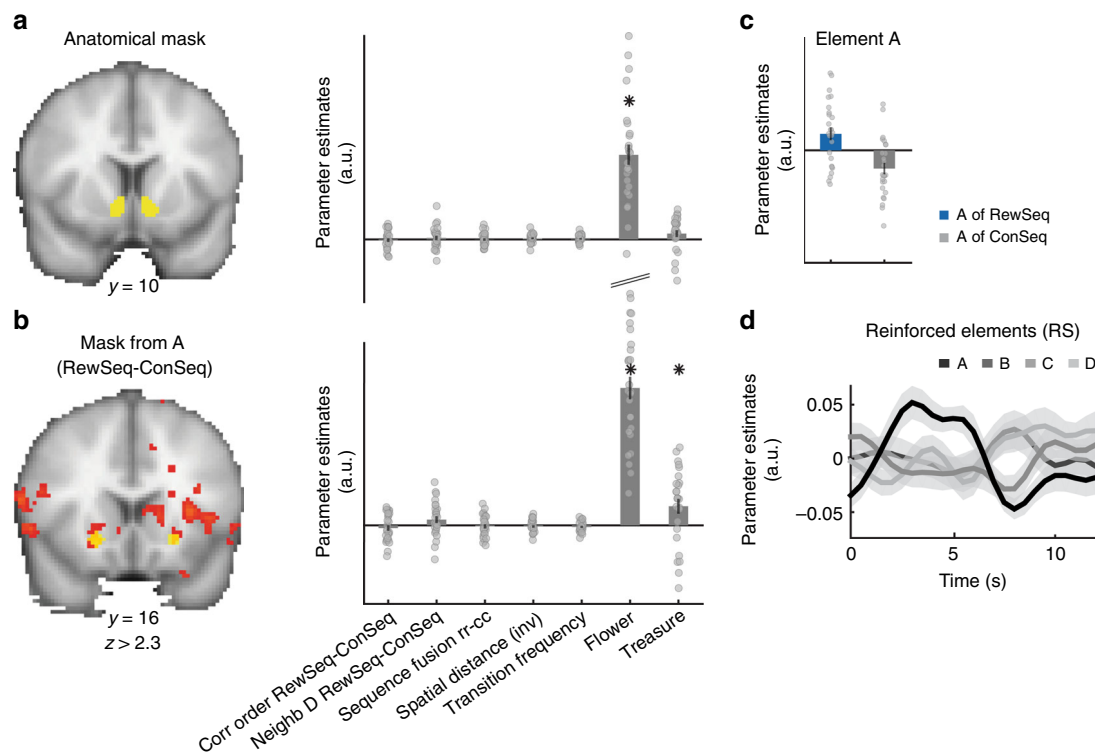 a
Anatomical mask
y = 10
Parameter estimates
(a.u.)
*
b
Mask from A
(RewSeq-ConSeq)
y = 16
z > 2.3
Parameter estimates
(a.u.)
*
*
Corr order RewSeq-ConSeq
Neighb D RewSeq-ConSeq
Sequence fusion rr-cc
Spatial distance (inv)
Transition frequency
Flower
Treasure
c
Element A
Parameter estimates
(a.u.)
A of RewSeq
A of ConSeq
d
Reinforced elements (RS)
A B C D
Parameter estimates
(a.u.)
0.05
0
−0.05
0 5 10
Time (s)